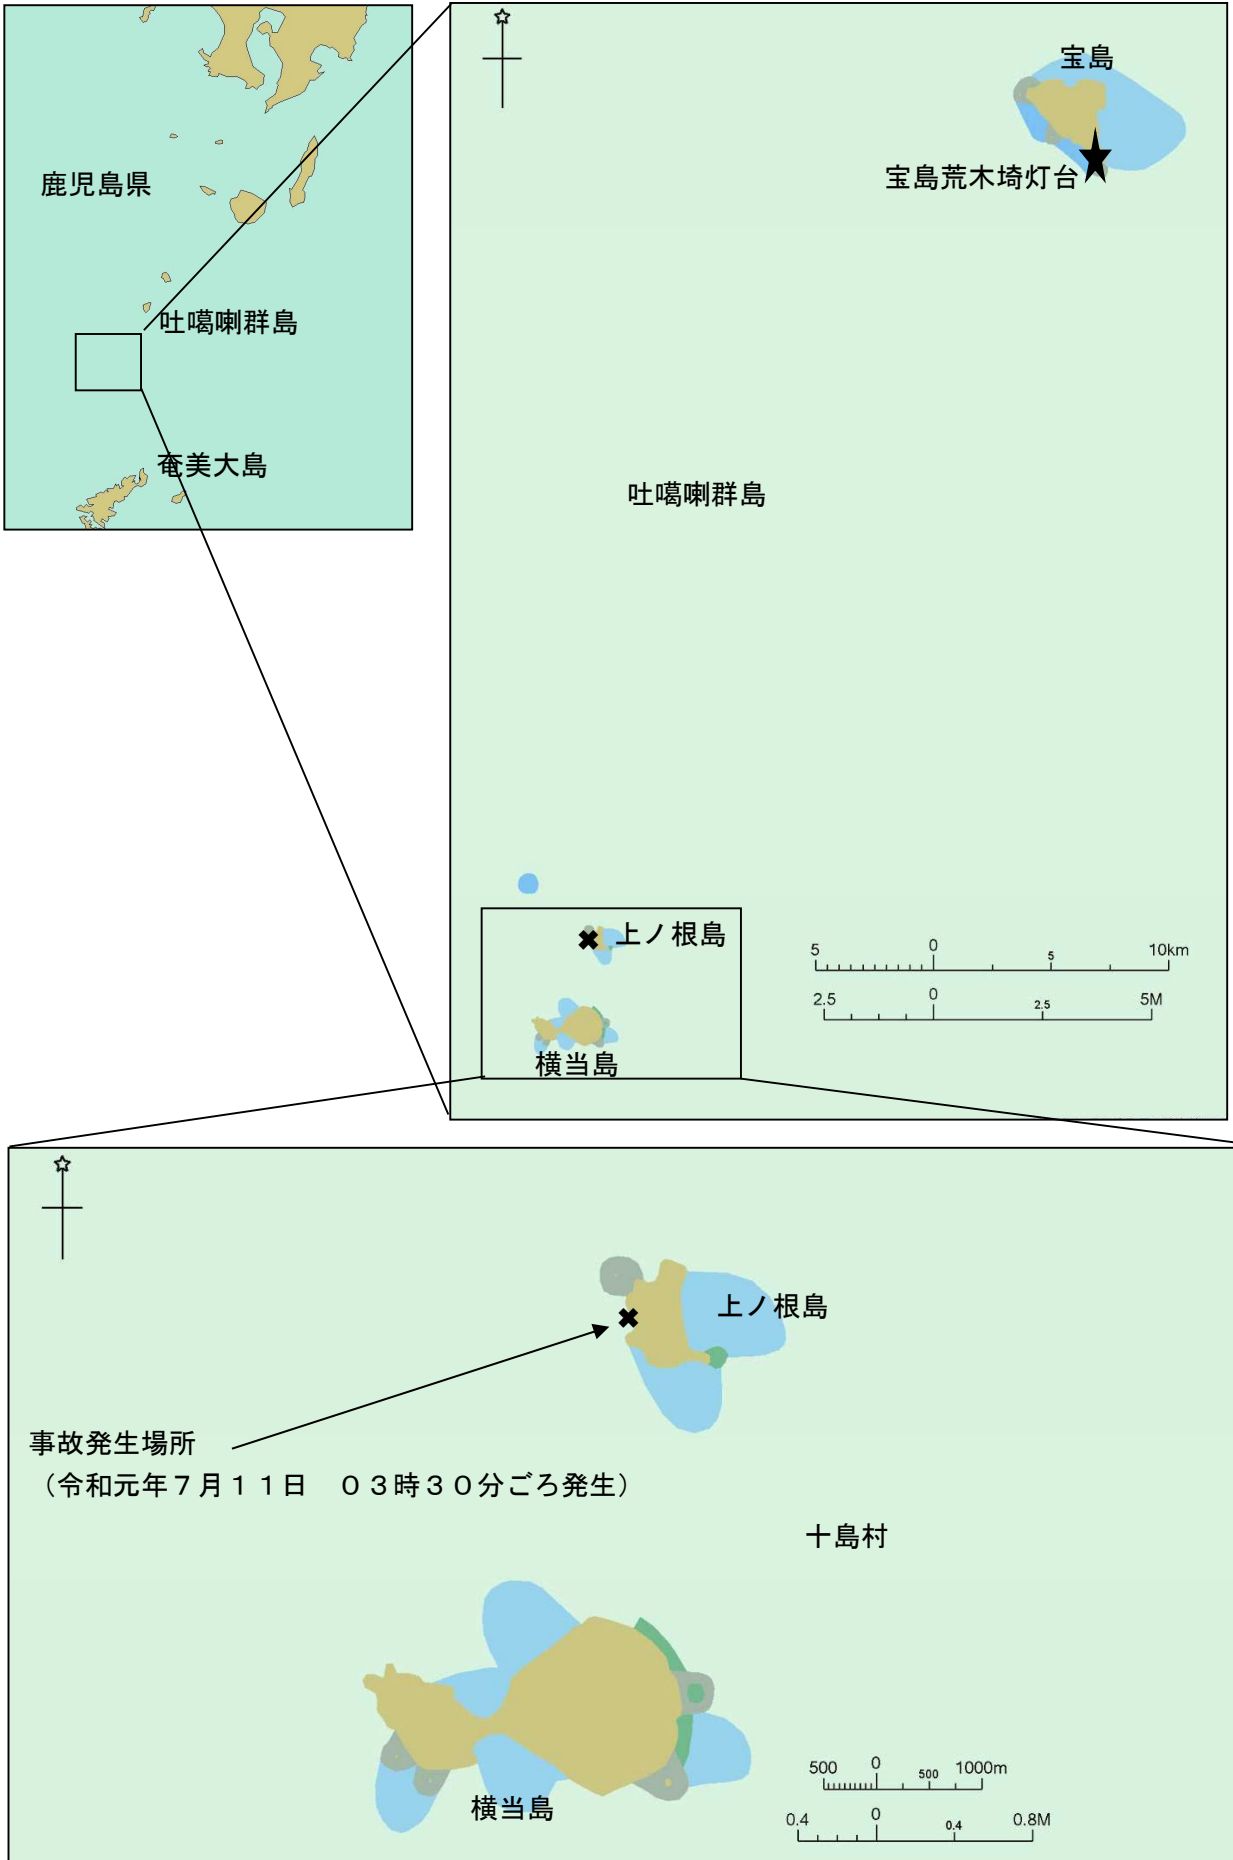 鹿児島県
吐噶喇群島
奄美大島
宝島
宝島荒木埼灯台
吐噶喇群島
上ノ根島
横当島
5 0 5 10km
2.5 0 2.5 5M
上ノ根島
事故発生場所
（令和元年７月１１日　０３時３０分ごろ発生）
十島村
横当島
500 0 500 1000m
0.4 0 0.4 0.8M